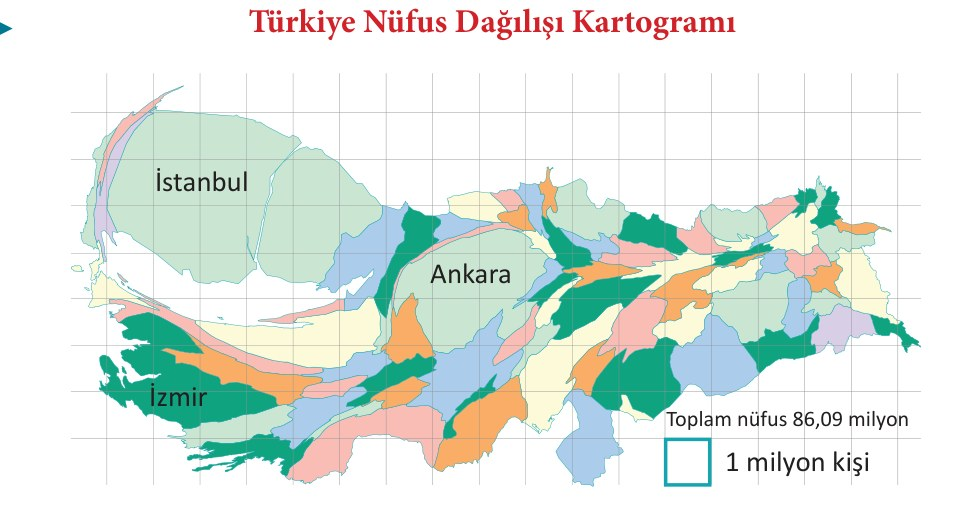 Türkiye Nüfus Dağılışı Kartogramı
İstanbul
Ankara
İzmir
Toplam nüfus 86,09 milyon
1 milyon kişi